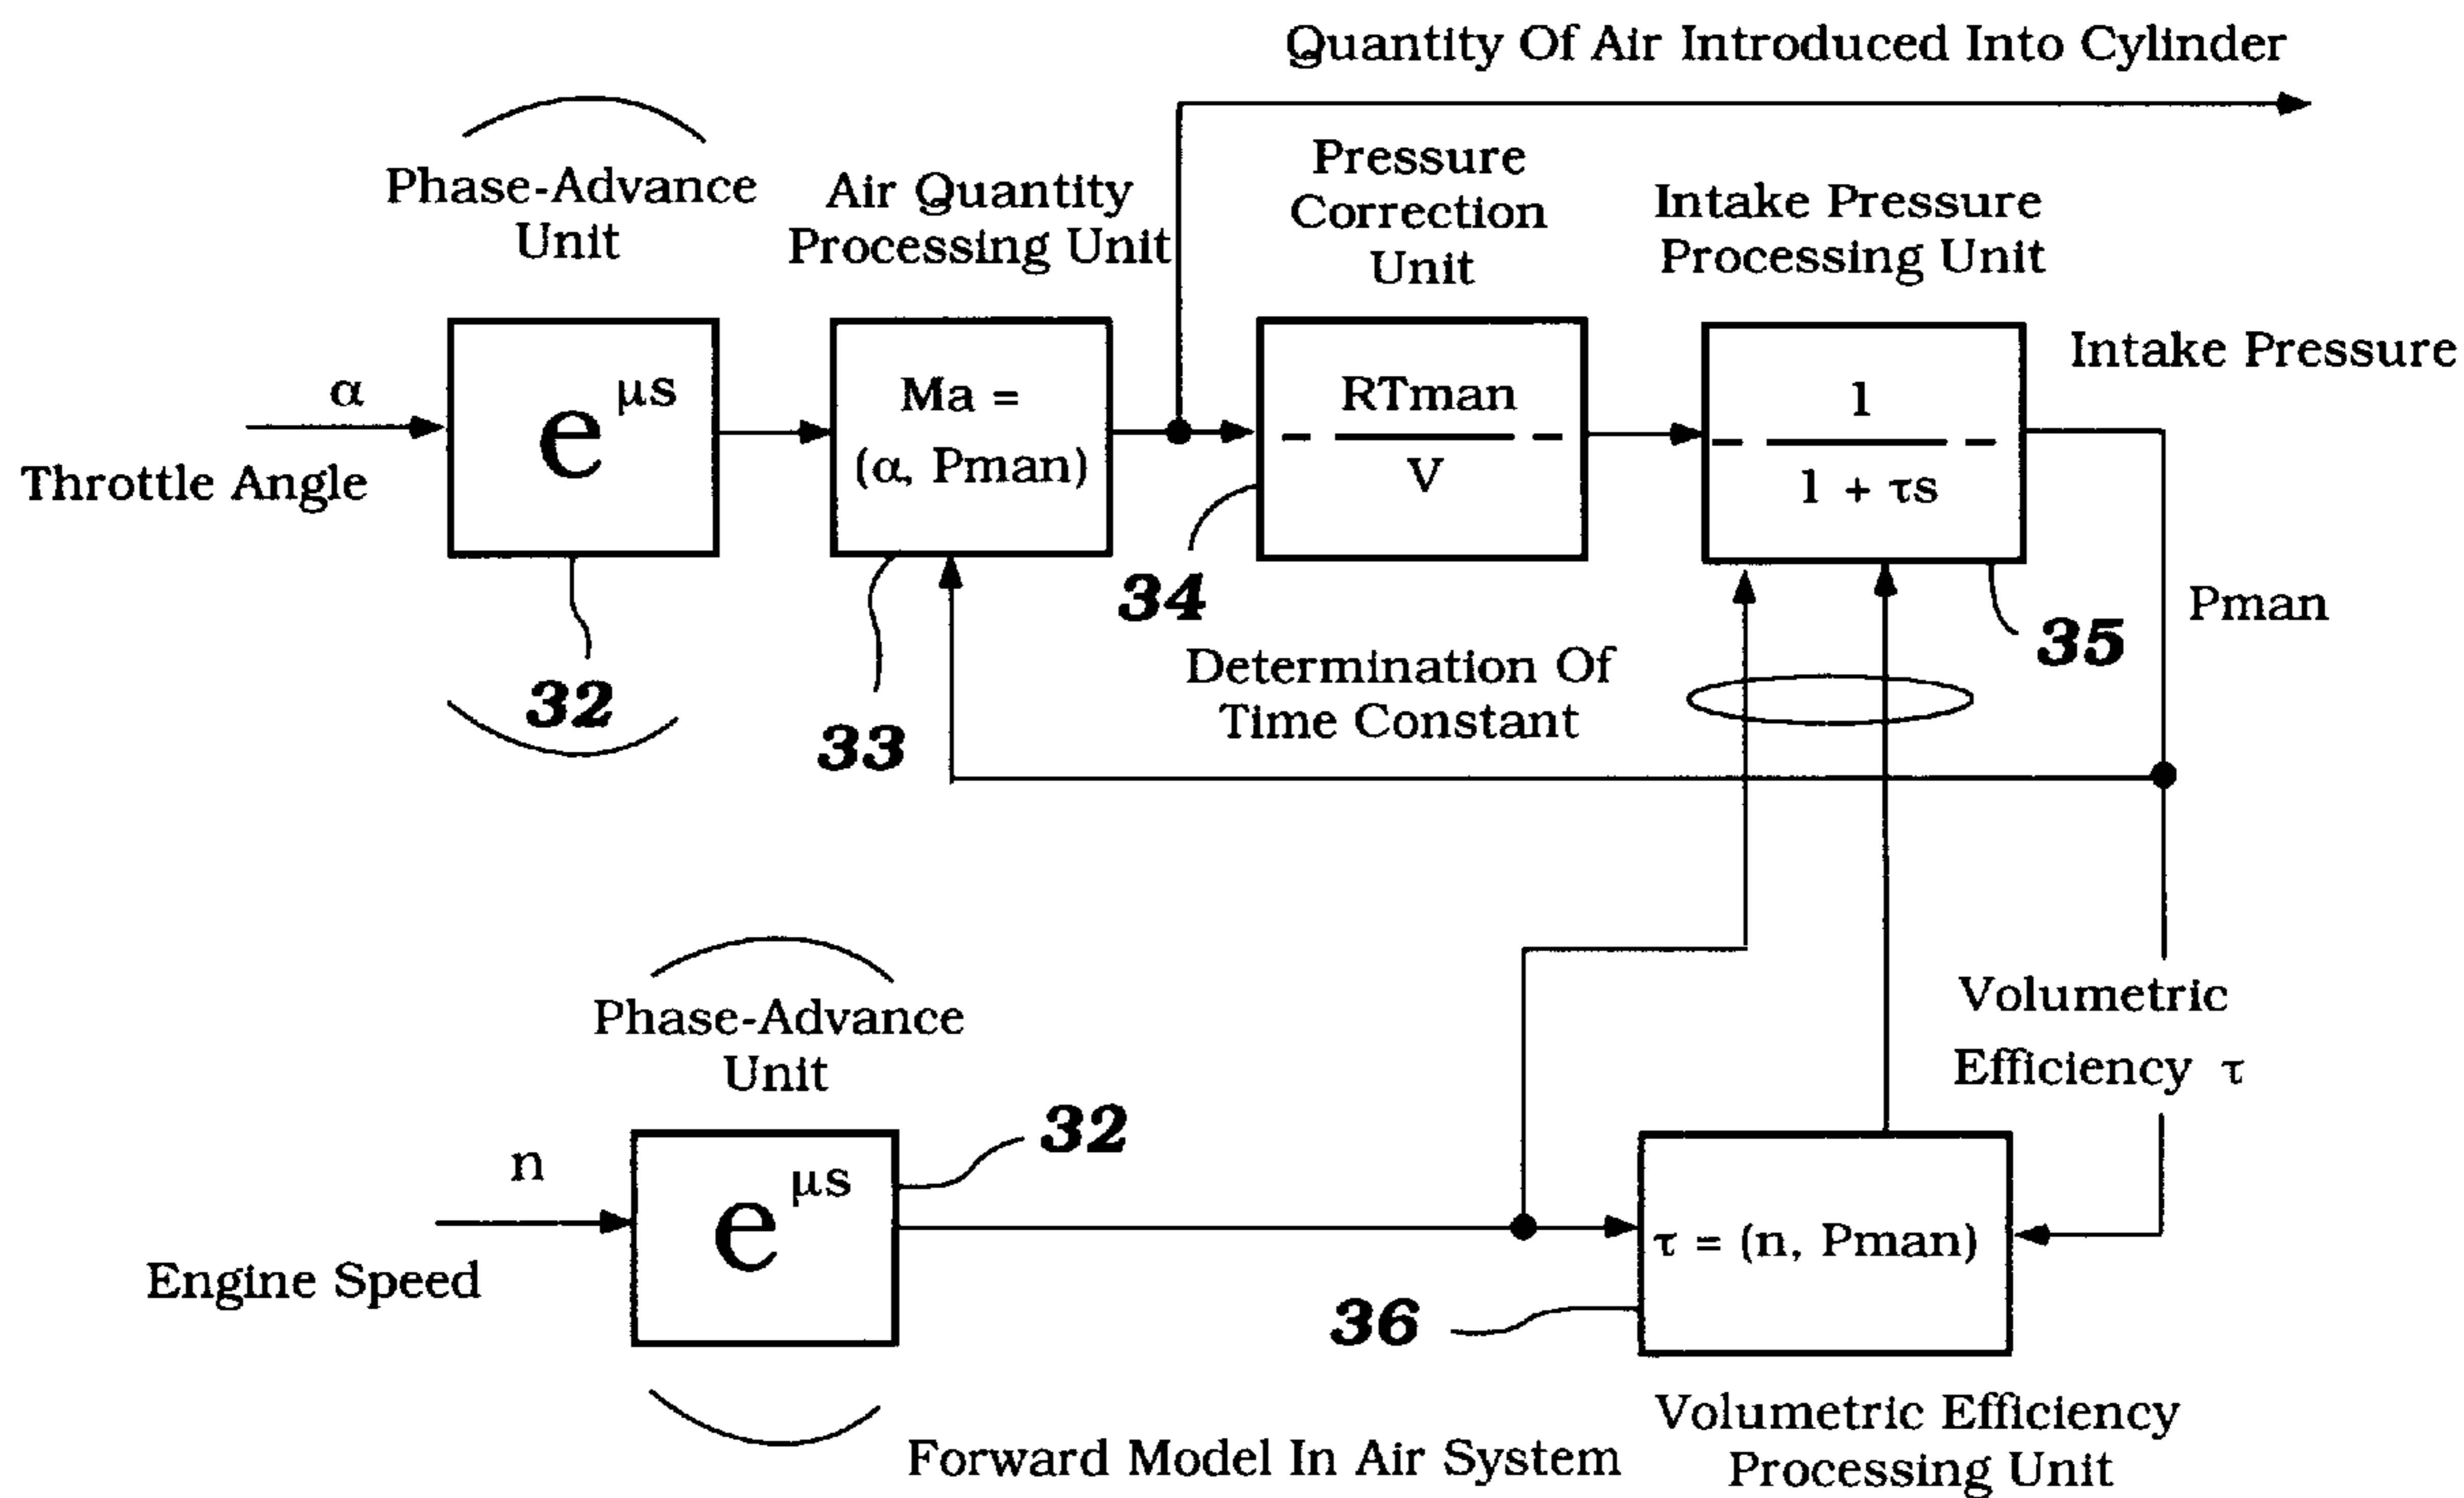 Quantity Of Air Introduced Into Cylinder
Phase-Advance
Unit
Air Quantity
Processing Unit
Pressure
Correction
Unit
Intake Pressure
Processing Unit
α
Throttle Angle
e^μs
Ma =
(α, Pman)
- RTman -
V
- 1 -
1 + τs
Intake Pressure
32
33
34
35
Pman
Determination Of
Time Constant
Phase-Advance
Unit
Volumetric
Efficiency τ
n
Engine Speed
e^μs
32
τ = (n, Pman)
36
Forward Model In Air System
Volumetric Efficiency
Processing Unit